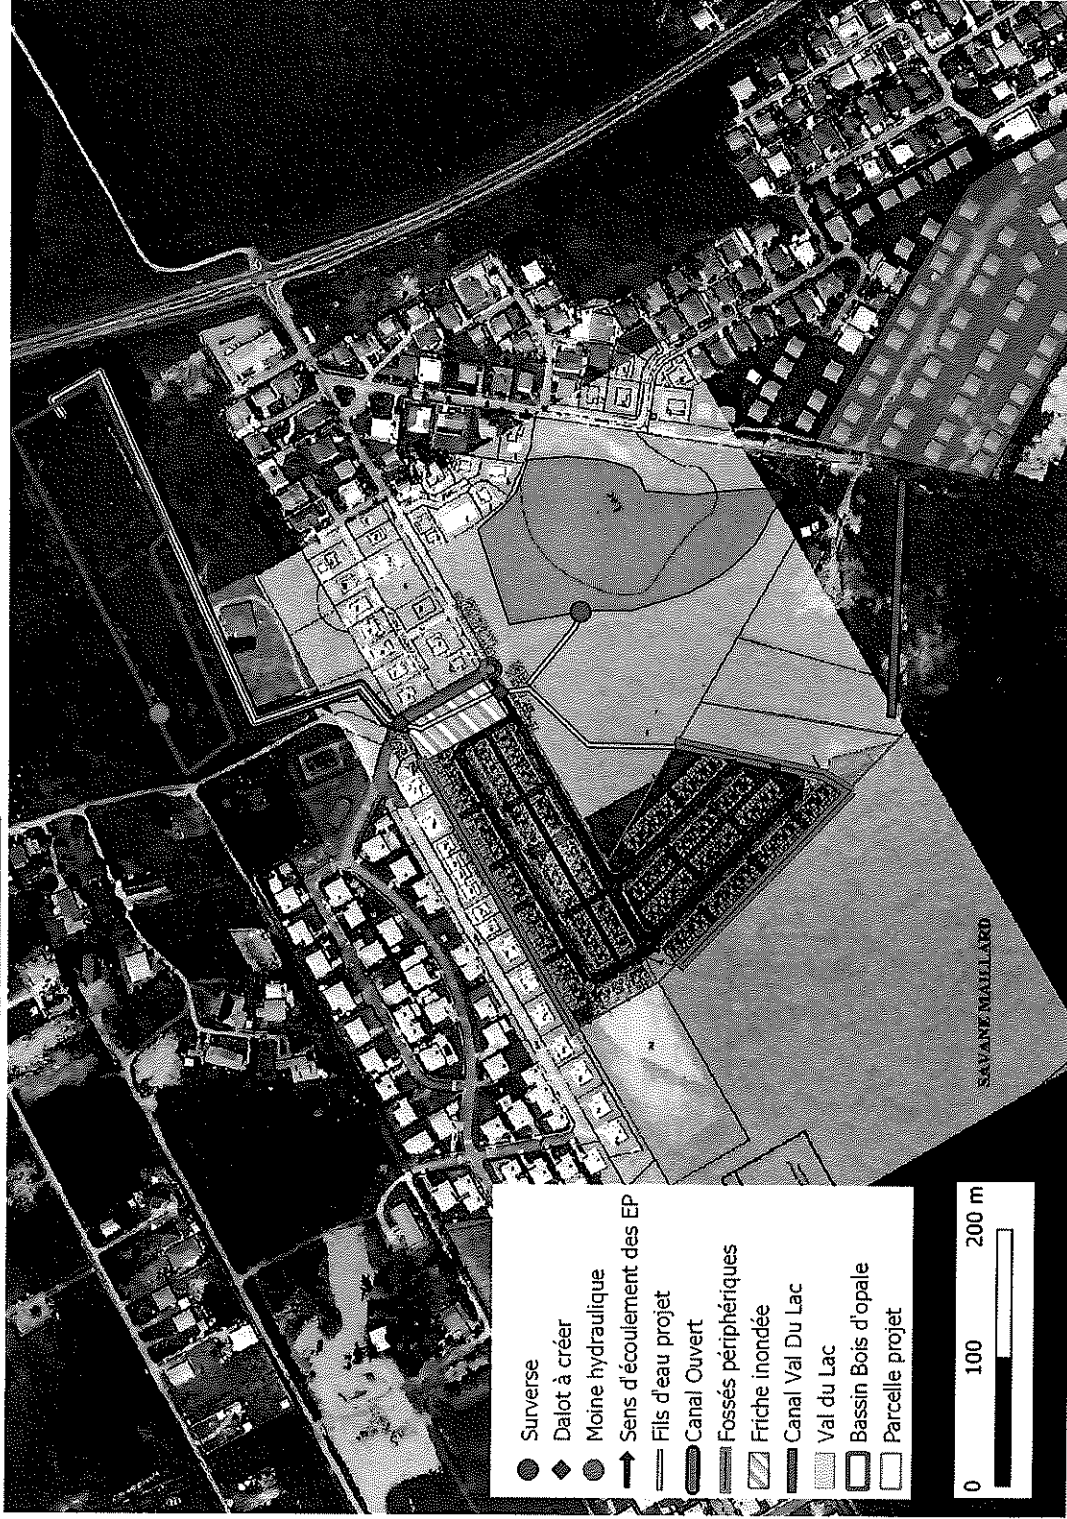 Surverse
Dalot à créer
Moine hydraulique
Sens d'écoulement des EP
Fils d'eau projet
Canal Ouvert
Fossés périphériques
Friche inondée
Canal Val Du Lac
Val du Lac
Bassin Bois d'opale
Parcelle projet
0 100 200 m
SAVANE MAILLARD